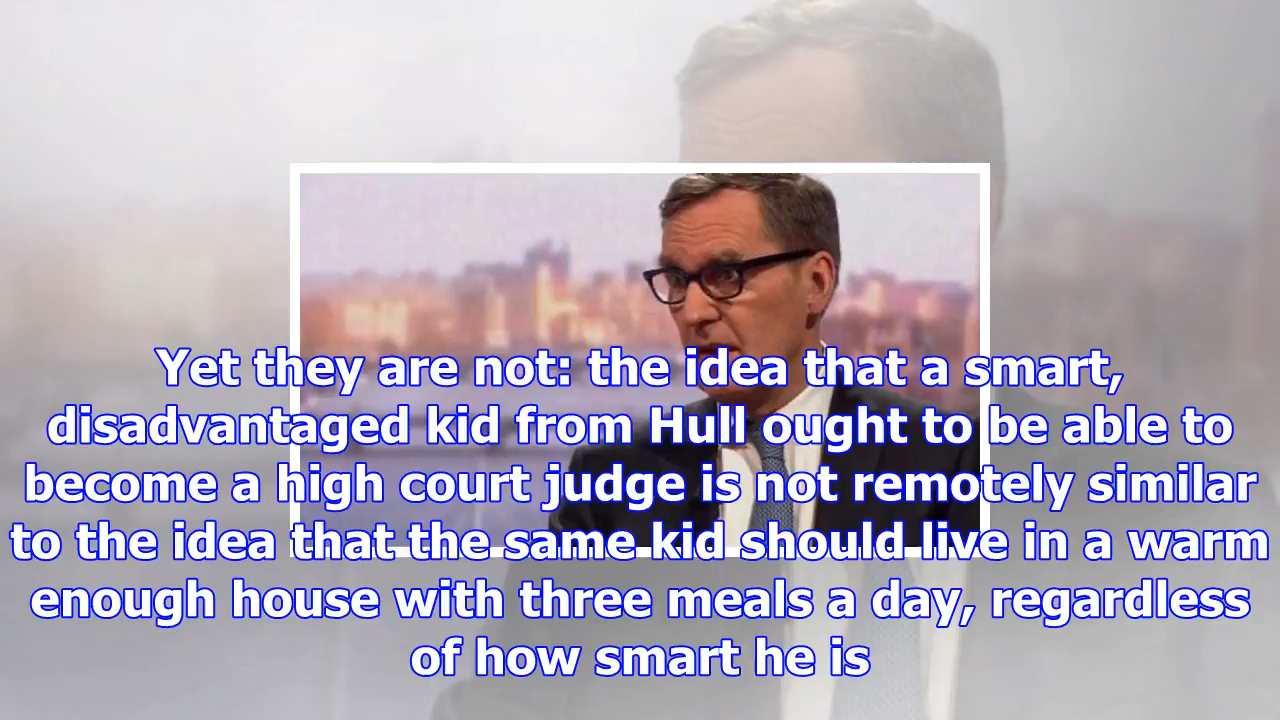 Yet they are not: the idea that a smart,
disadvantaged kid from Hull ought to be able to
become a high court judge is not remotely similar
to the idea that the same kid should live in a warm
enough house with three meals a day, regardless
of how smart he is